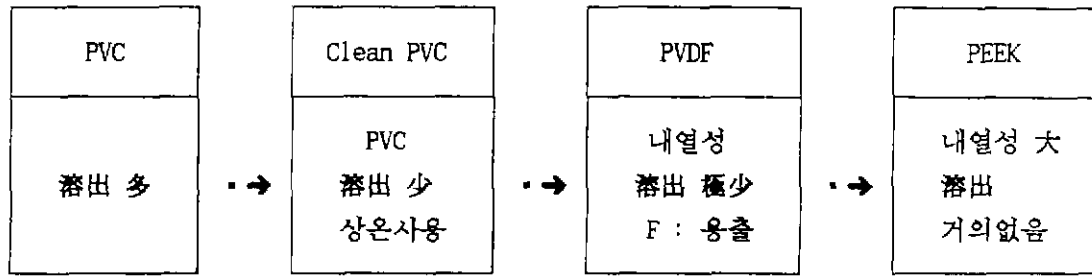 PVC
溶出 多
Clean PVC
PVC
溶出 少
상온사용
PVDF
내열성
溶出 極少
F : 용출
PEEK
내열성 大
溶出
거의없음